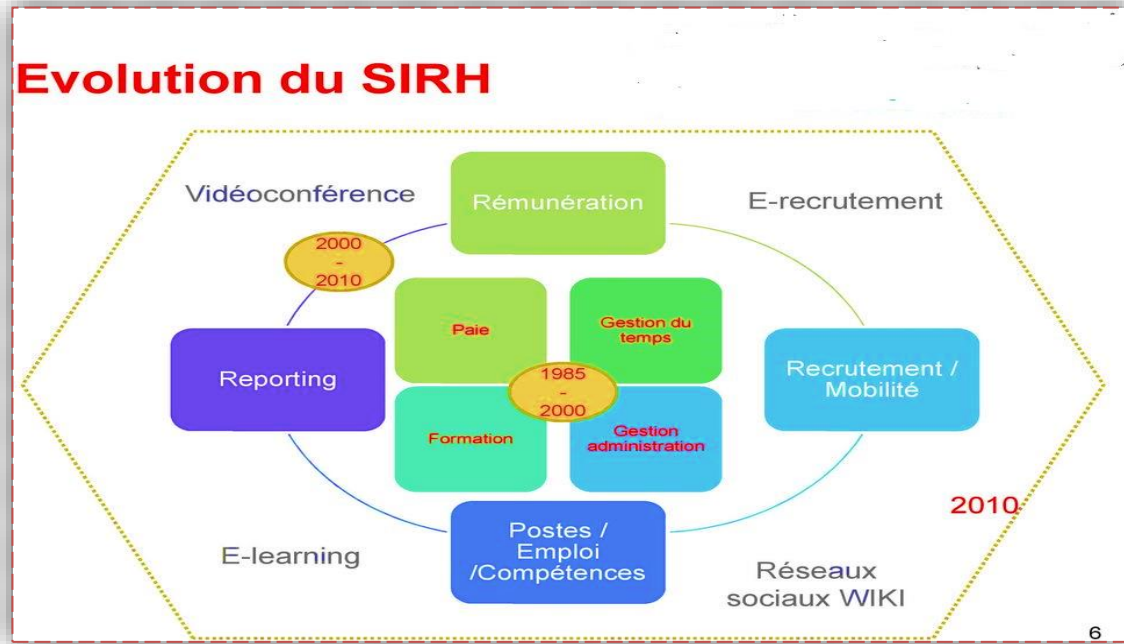 Evolution du SIRH
Vidéoconférence
Rémunération
E-recrutement
2000
-
2010
Paie
Gestion du
temps
Reporting
1985
-
2000
Recrutement /
Mobilité
Formation
Gestion
administration
2010
Postes /
Emploi
/Compétences
E-learning
Réseaux
sociaux WIKI
6